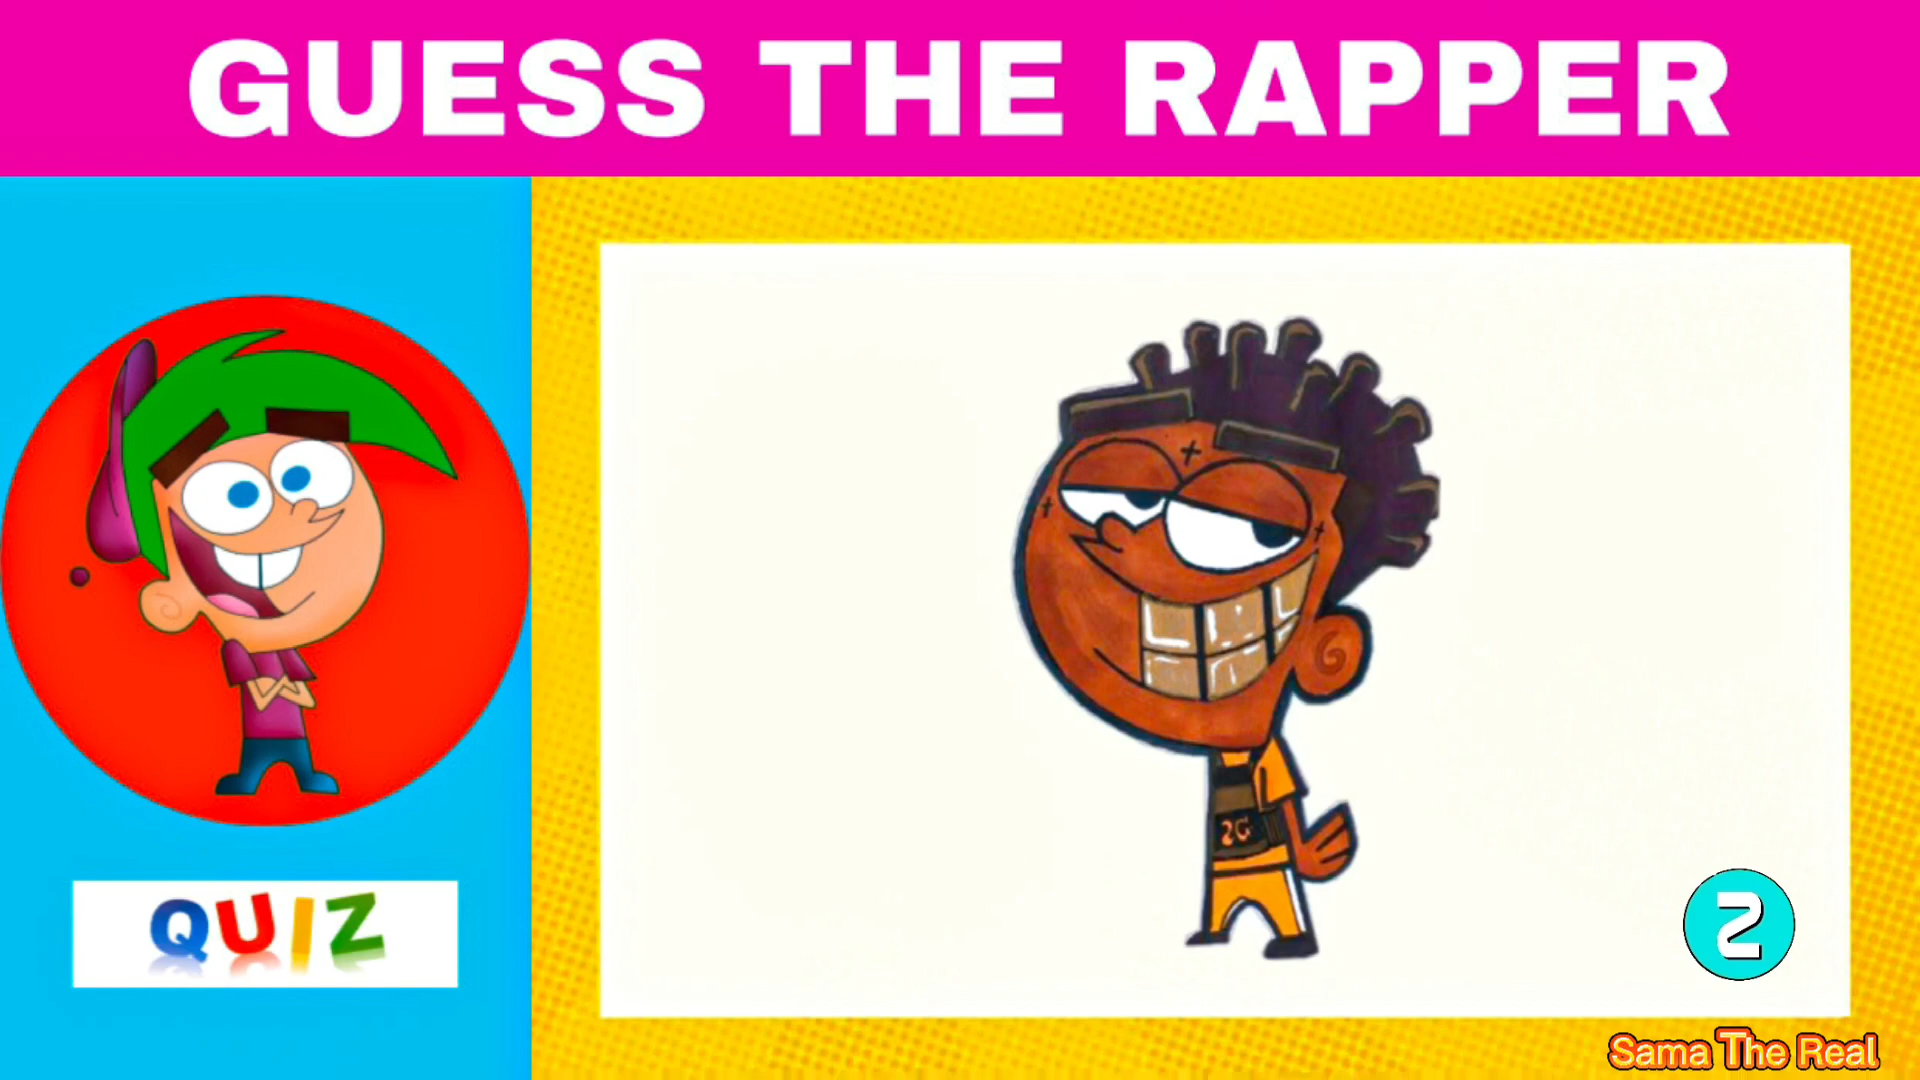 GUESS THE RAPPER
2G
QUIZ
2
Sama The Real